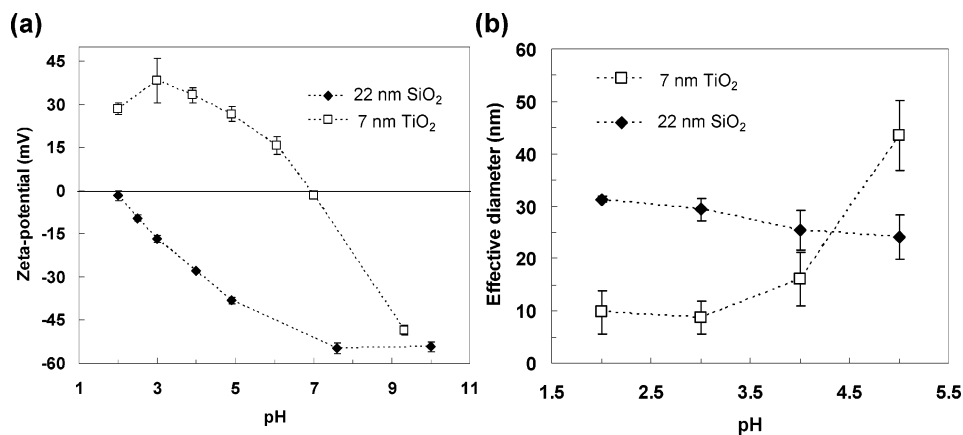 (a)
45
30
15
0
-15
-30
-45
-60
Zeta-potential (mV)
22 nm SiO₂
7 nm TiO₂
1 3 5 7 9 11
pH
(b)
60
50
40
30
20
10
0
Effective diameter (nm)
7 nm TiO₂
22 nm SiO₂
1.5 2.5 3.5 4.5 5.5
pH